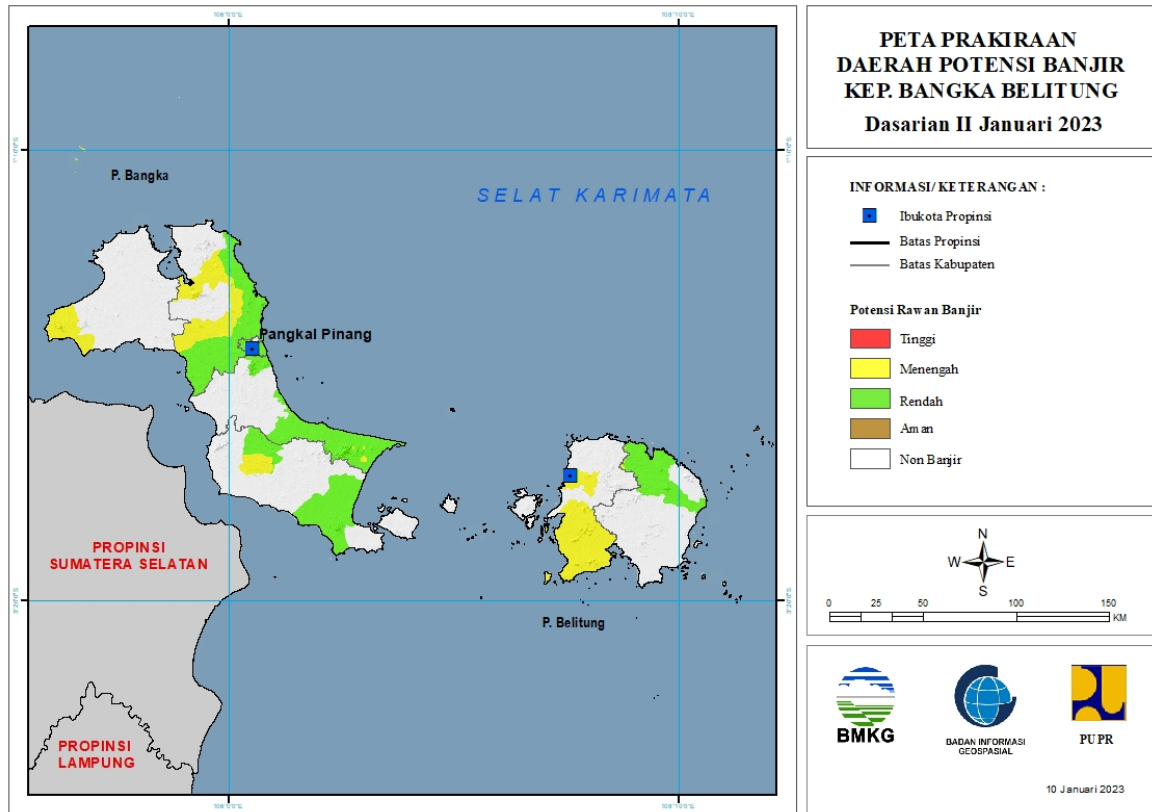 PETA PRAKIRAAN
DAERAH POTENSI BANJIR
KEP. BANGKA BELITUNG
Dasarian II Januari 2023
P. Bangka
SELAT KARIMATA
Pangkal Pinang
PROPINSI
SUMATERA SELATAN
P. Belitung
PROPINSI
LAMPUNG
INFORMASI/ KETERANGAN :
Ibukota Propinsi
Batas Propinsi
Batas Kabupaten
Potensi Rawan Banjir
Tinggi
Menengah
Rendah
Aman
Non Banjir
N
W E
S
0 25 50 100 150
KM
BMKG
BADAN INFORMASI
GEOSPASIAL
PUPR
10 Januari 2023